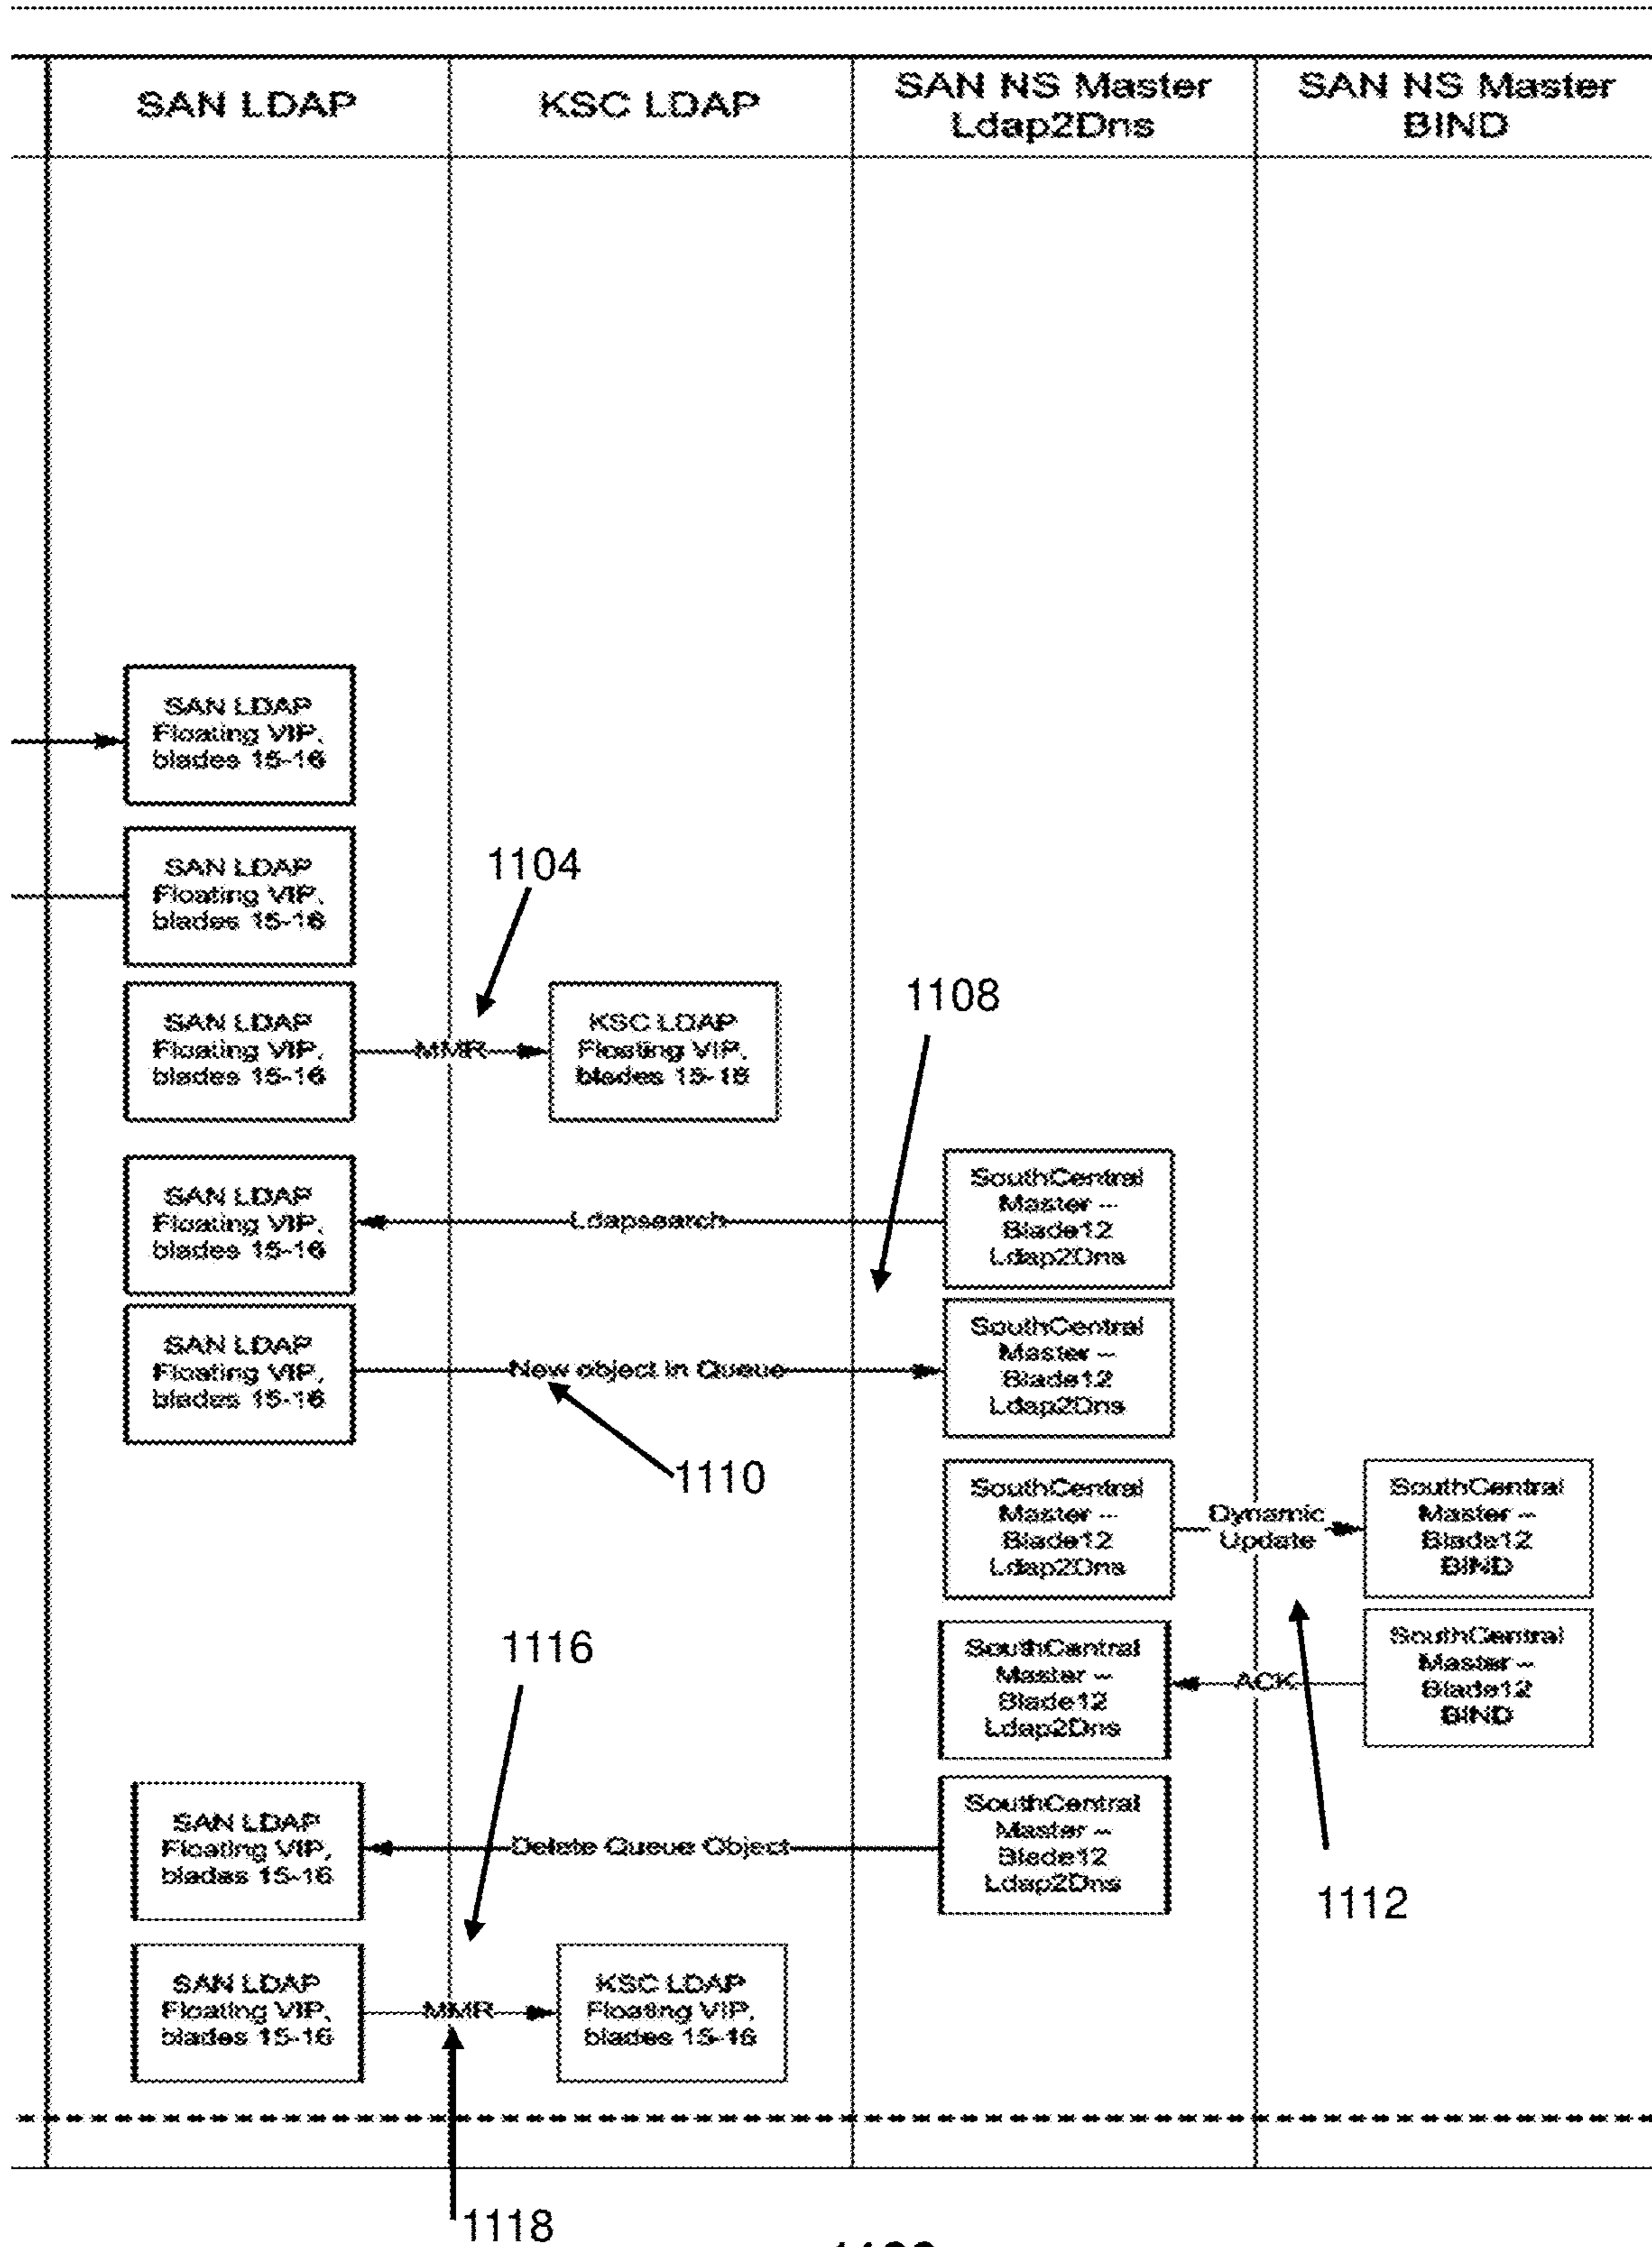 SAN LDAP
KSC LDAP
SAN NS Master
Ldap2Dns
SAN NS Master
BIND
SAN LDAP
Floating VIP,
blades 15-16
SAN LDAP
Floating VIP,
blades 15-16
1104
SAN LDAP
Floating VIP,
blades 15-16
MMR
KSC LDAP
Floating VIP,
blades 15-16
1108
SAN LDAP
Floating VIP,
blades 15-16
Ldapsearch
SouthCentral
Master --
Blade12
Ldap2Dns
SAN LDAP
Floating VIP,
blades 15-16
New object in Queue
SouthCentral
Master --
Blade12
Ldap2Dns
1110
SouthCentral
Master --
Blade12
Ldap2Dns
Dynamic
Update
SouthCentral
Master --
Blade12
BIND
1116
SouthCentral
Master --
Blade12
Ldap2Dns
ACK
SouthCentral
Master --
Blade12
BIND
SAN LDAP
Floating VIP,
blades 15-16
Delete Queue Object
SouthCentral
Master --
Blade12
Ldap2Dns
1112
SAN LDAP
Floating VIP,
blades 15-16
MMR
KSC LDAP
Floating VIP,
blades 15-16
1118